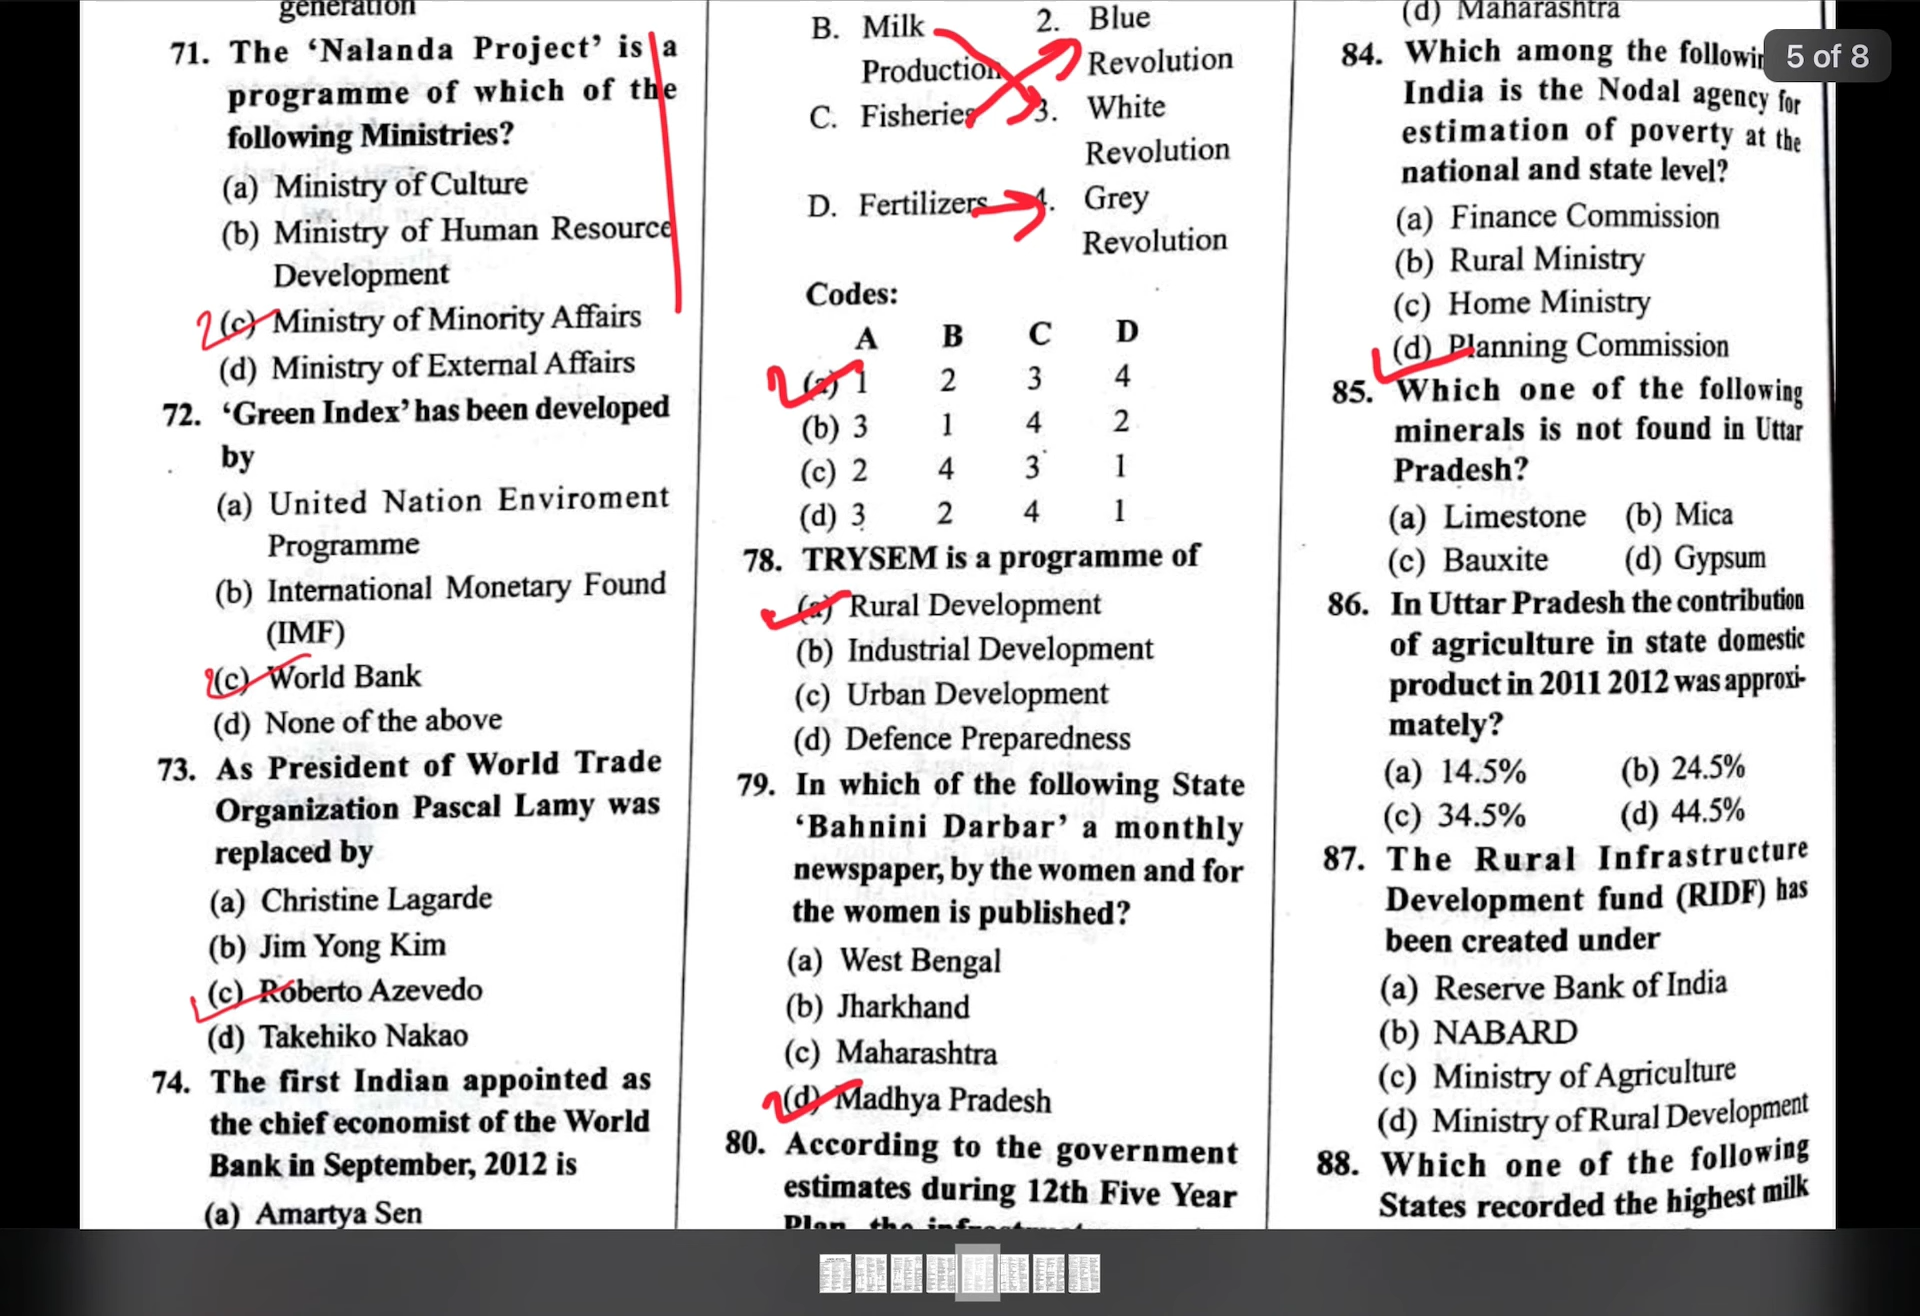 generation
71. The ‘Nalanda Project’ is a
programme of which of the
following Ministries?
(a) Ministry of Culture
(b) Ministry of Human Resource
Development
(c) Ministry of Minority Affairs
(d) Ministry of External Affairs
72. ‘Green Index’ has been developed
by
(a) United Nation Enviroment
Programme
(b) International Monetary Found
(IMF)
(c) World Bank
(d) None of the above
73. As President of World Trade
Organization Pascal Lamy was
replaced by
(a) Christine Lagarde
(b) Jim Yong Kim
(c) Roberto Azevedo
(d) Takehiko Nakao
74. The first Indian appointed as
the chief economist of the World
Bank in September, 2012 is
(a) Amartya Sen
B. Milk 2. Blue
Production Revolution
C. Fisheries 3. White
Revolution
D. Fertilizers 4. Grey
Revolution
Codes:
A B C D
(a) 1 2 3 4
(b) 3 1 4 2
(c) 2 4 3 1
(d) 3 2 4 1
78. TRYSEM is a programme of
(a) Rural Development
(b) Industrial Development
(c) Urban Development
(d) Defence Preparedness
79. In which of the following State
‘Bahnini Darbar’ a monthly
newspaper, by the women and for
the women is published?
(a) West Bengal
(b) Jharkhand
(c) Maharashtra
(d) Madhya Pradesh
80. According to the government
estimates during 12th Five Year
Plan, the
(d) Maharashtra
5 of 8
84. Which among the
India is the Nodal agency for
estimation of poverty at the
national and state level?
(a) Finance Commission
(b) Rural Ministry
(c) Home Ministry
(d) Planning Commission
85. Which one of the following
minerals is not found in Uttar
Pradesh?
(a) Limestone (b) Mica
(c) Bauxite (d) Gypsum
86. In Uttar Pradesh the contribution
of agriculture in state domestic
product in 2011 2012 was approxi-
mately?
(a) 14.5% (b) 24.5%
(c) 34.5% (d) 44.5%
87. The Rural Infrastructure
Development fund (RIDF) has
been created under
(a) Reserve Bank of India
(b) NABARD
(c) Ministry of Agriculture
(d) Ministry of Rural Development
88. Which one of the following
States recorded the highest milk